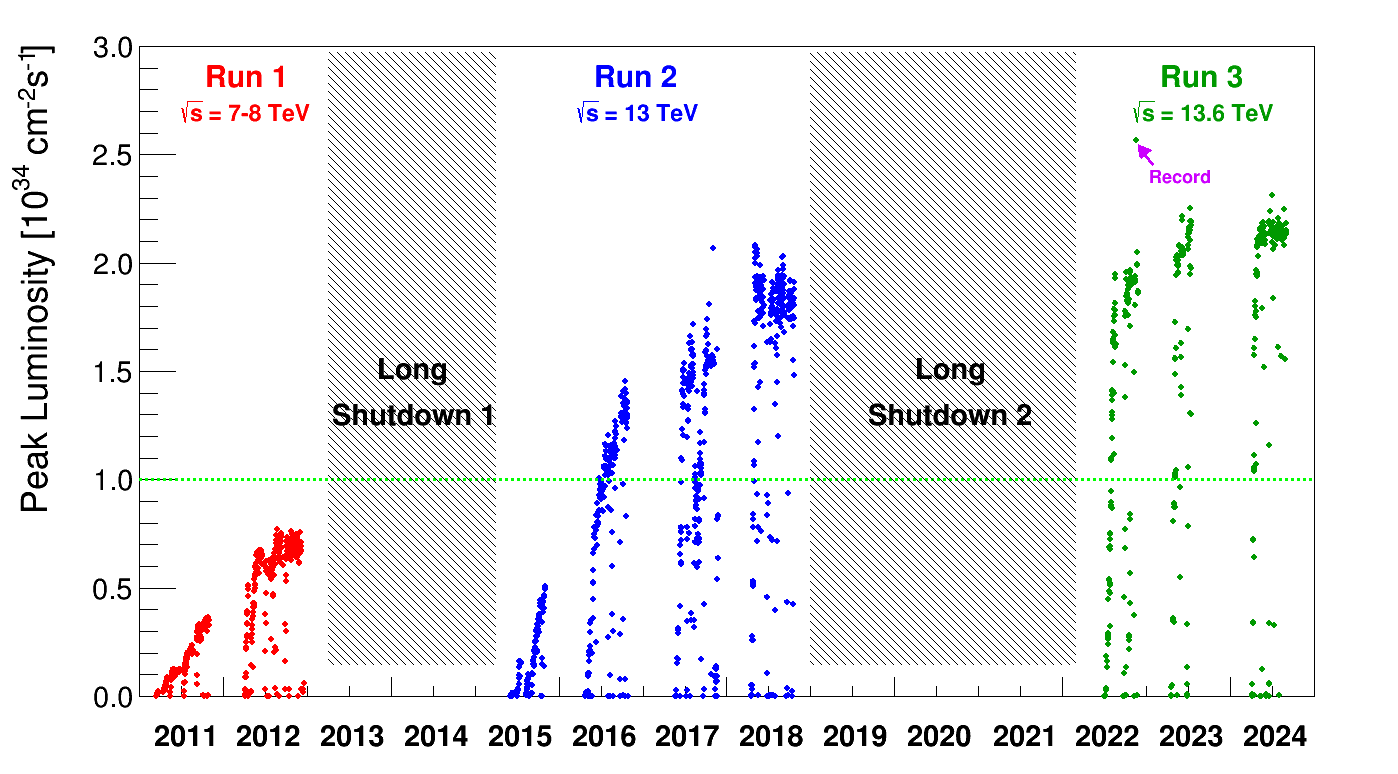 Peak Luminosity [10³⁴ cm⁻²s⁻¹]
3.0
2.5
2.0
1.5
1.0
0.5
0.0
Run 1
√s = 7-8 TeV
Run 2
√s = 13 TeV
Run 3
√s = 13.6 TeV
Record
Long
Shutdown 1
Long
Shutdown 2
2011 2012 2013 2014 2015 2016 2017 2018 2019 2020 2021 2022 2023 2024